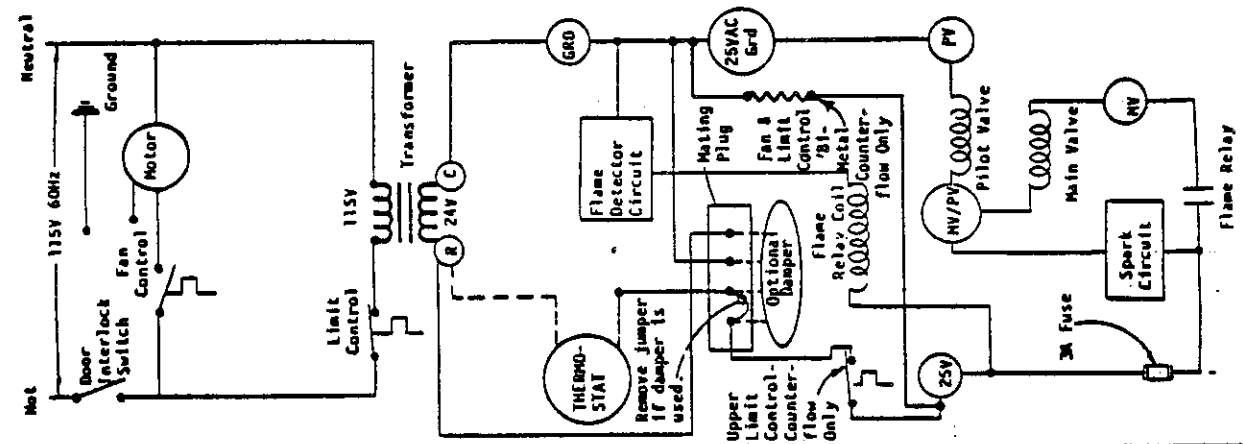 Neutral
115V 60Hz
Hot
Ground
Door
Interlock
Switch
Fan
Control
Motor
Limit
Control
115V
Transformer
24V
R
C
GRD
THERMO-
STAT
Flame
Detector
Circuit
Mating
Plug
Remove jumper
if damper is
used.
Optional
Damper
25VAC
Grd
Fan &
Limit
Control
'Bi-
Metal-
Counter-
flow Only
Flame
Relay Coil
Upper
Limit
Control-
Counter-
flow
Only
25V
PV
Pilot Valve
MV/PV
Main Valve
MV
Spark
Circuit
3A Fuse
Flame Relay